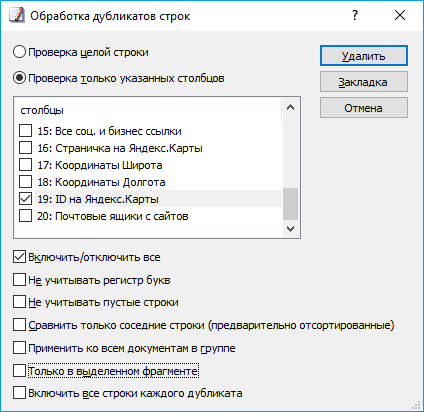 Обработка дубликатов строк
Проверка целой строки
Проверка только указанных столбцов
Удалить
Закладка
Отмена
столбцы
15: Все соц. и бизнес ссылки
16: Страничка на Яндекс.Карты
17: Координаты Широта
18: Координаты Долгота
19: ID на Яндекс.Карты
20: Почтовые ящики с сайтов
Включить/отключить все
Не учитывать регистр букв
Не учитывать пустые строки
Сравнить только соседние строки (предварительно отсортированные)
Применить ко всем документам в группе
Только в выделенном фрагменте
Включить все строки каждого дубликата